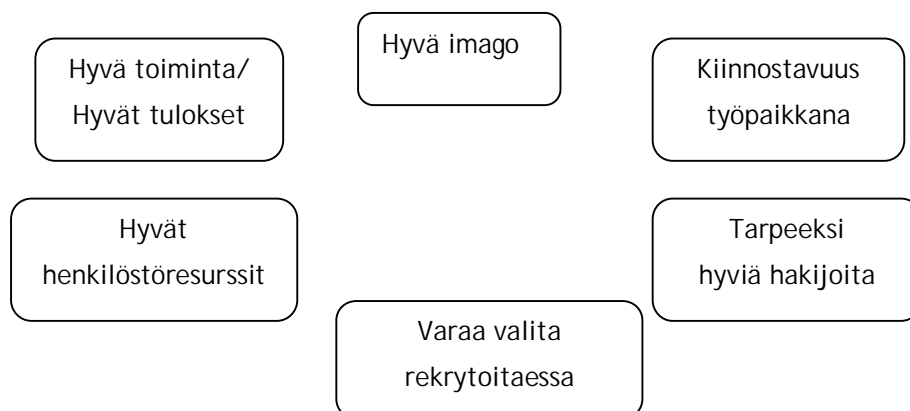 Hyvä imago
Hyvä toiminta/
Hyvät tulokset
Kiinnostavuus
työpaikkana
Hyvät
henkilöstöresurssit
Tarpeeksi
hyviä hakijoita
Varaa valita
rekrytoitaessa